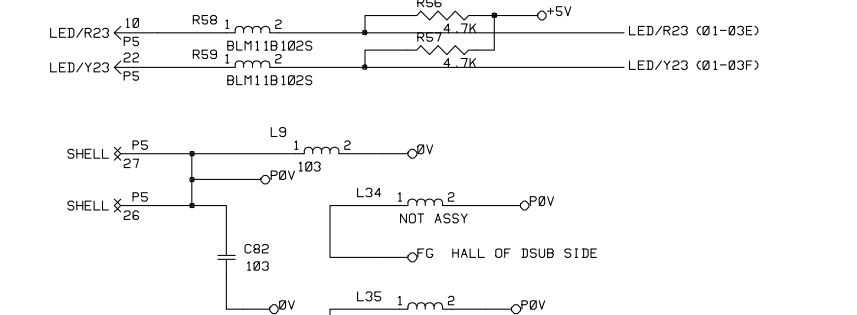 R56
+5V
LED/R23 10 P5 R58 1 2 4.7K LED/R23 (01-03E)
BLM11B102S
R57
LED/Y23 22 P5 R59 1 2 4.7K LED/Y23 (01-03F)
BLM11B102S
L9
SHELL P5 27 1 2 0V
103
P0V
SHELL P5 26
L34 1 2 P0V
NOT ASSY
C82
103
FG HALL OF DSUB SIDE
0V
L35 1 2 P0V